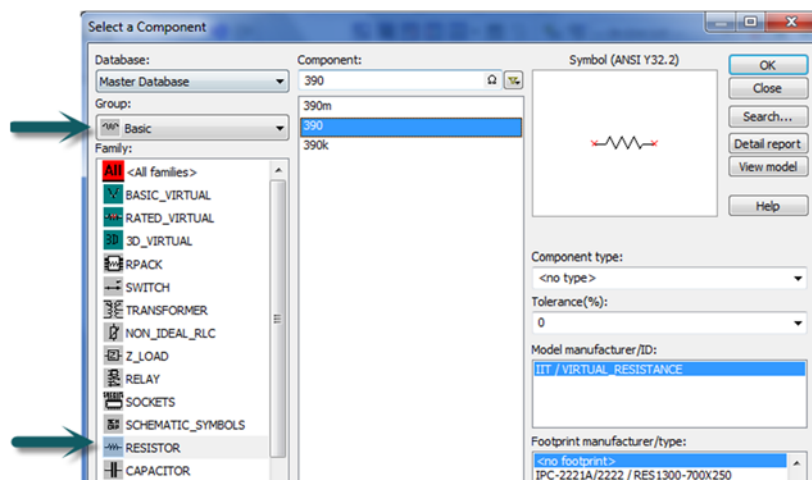 Select a Component
Database:
Master Database
Group:
Basic
Family:
All <All families>
BASIC_VIRTUAL
RATED_VIRTUAL
3D 3D_VIRTUAL
RPACK
SWITCH
TRANSFORMER
NON_IDEAL_RLC
Z_LOAD
RELAY
SOCKETS
SCHEMATIC_SYMBOLS
RESISTOR
CAPACITOR
Component:
390 Ω
390m
390
390k
Symbol (ANSI Y32.2)
Component type:
<no type>
Tolerance(%):
0
Model manufacturer/ID:
IIT / VIRTUAL_RESISTANCE
Footprint manufacturer/type:
<no footprint>
IPC-2221A/2222 / RES1300-700X250
OK
Close
Search...
Detail report
View model
Help